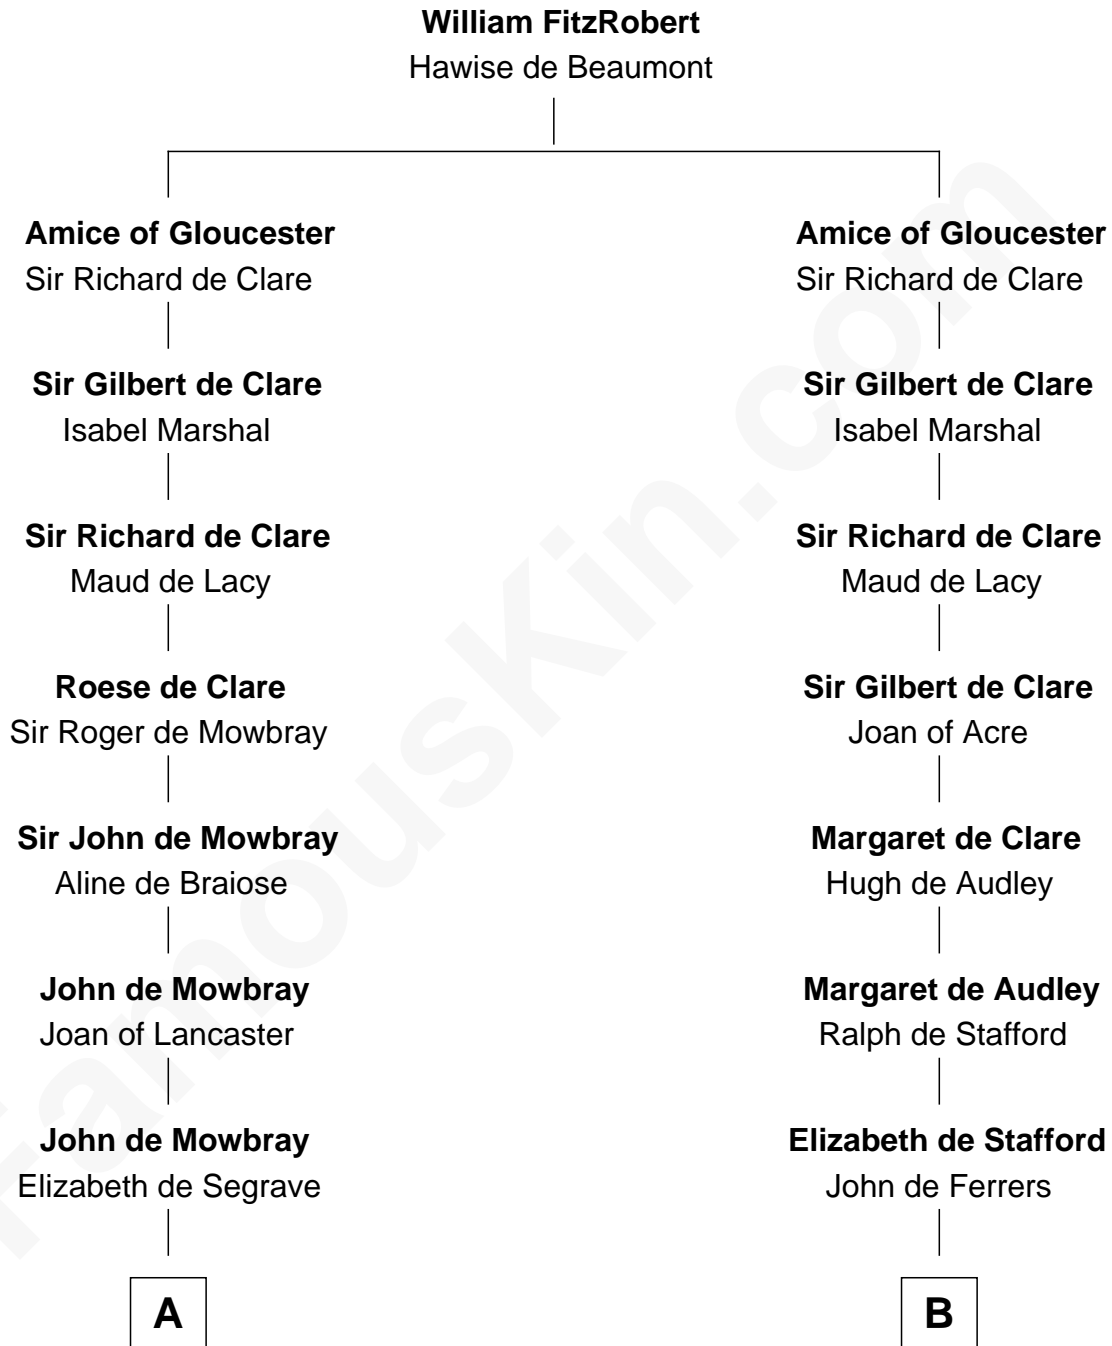 William FitzRobert
Hawise de Beaumont
Amice of Gloucester
Sir Richard de Clare
Amice of Gloucester
Sir Richard de Clare
Sir Gilbert de Clare
Isabel Marshal
Sir Gilbert de Clare
Isabel Marshal
Sir Richard de Clare
Maud de Lacy
Sir Richard de Clare
Maud de Lacy
Roese de Clare
Sir Roger de Mowbray
Sir Gilbert de Clare
Joan of Acre
Sir John de Mowbray
Aline de Braiose
Margaret de Clare
Hugh de Audley
John de Mowbray
Joan of Lancaster
Margaret de Audley
Ralph de Stafford
John de Mowbray
Elizabeth de Segrave
Elizabeth de Stafford
John de Ferrers
A
B
FamousKin.com